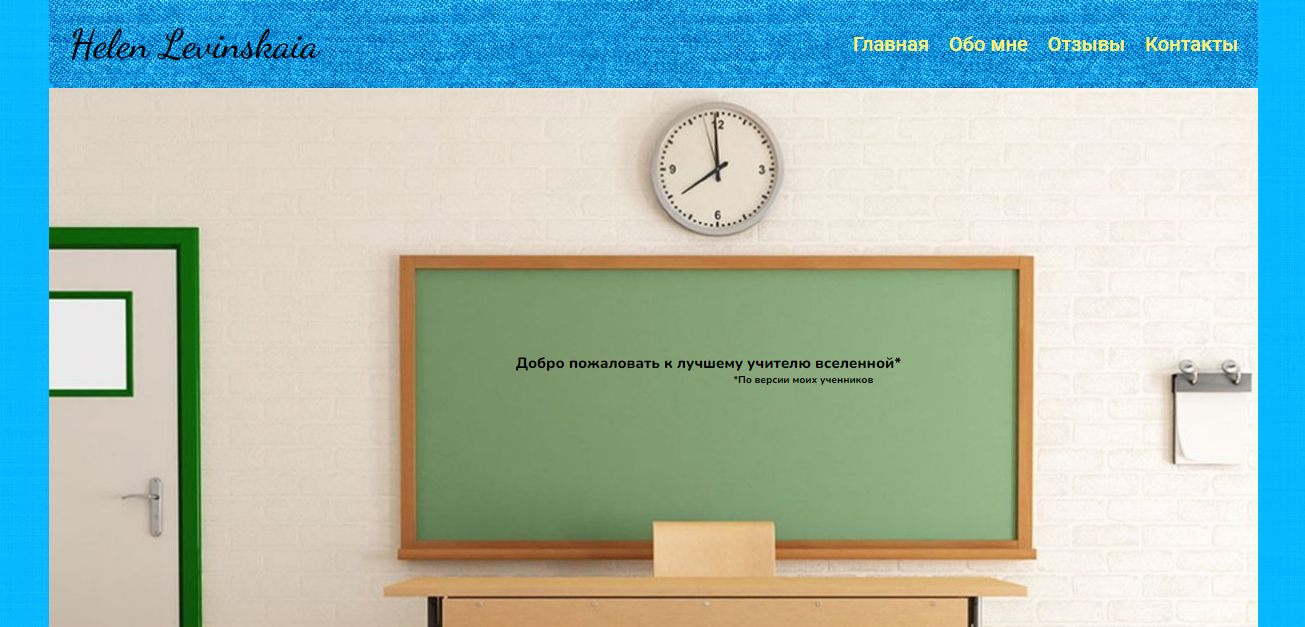 Helen Levinskaia
Главная Обо мне Отзывы Контакты
12
9 3
6
Добро пожаловать к лучшему учителю вселенной*
*По версии моих ученников